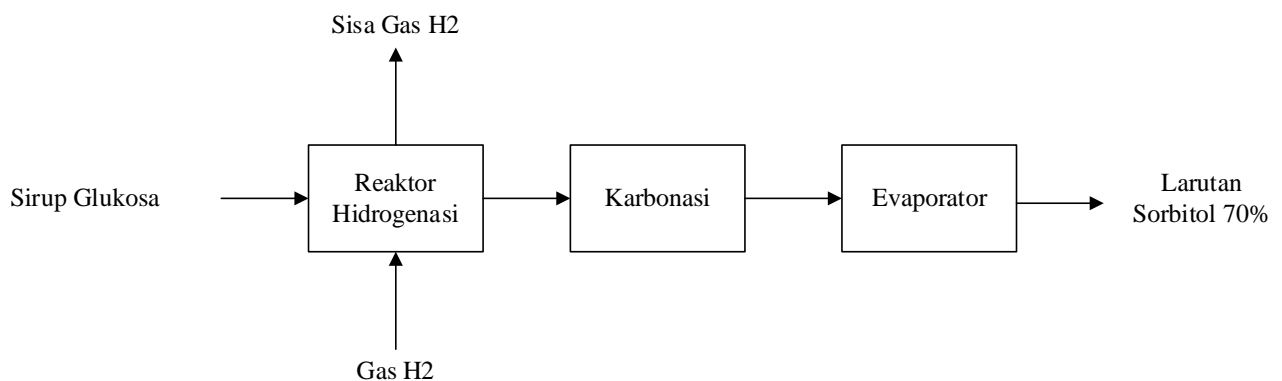 Sisa Gas H2
Sirup Glukosa
Reaktor
Hidrogenasi
Karbonasi
Evaporator
Larutan
Sorbitol 70%
Gas H2